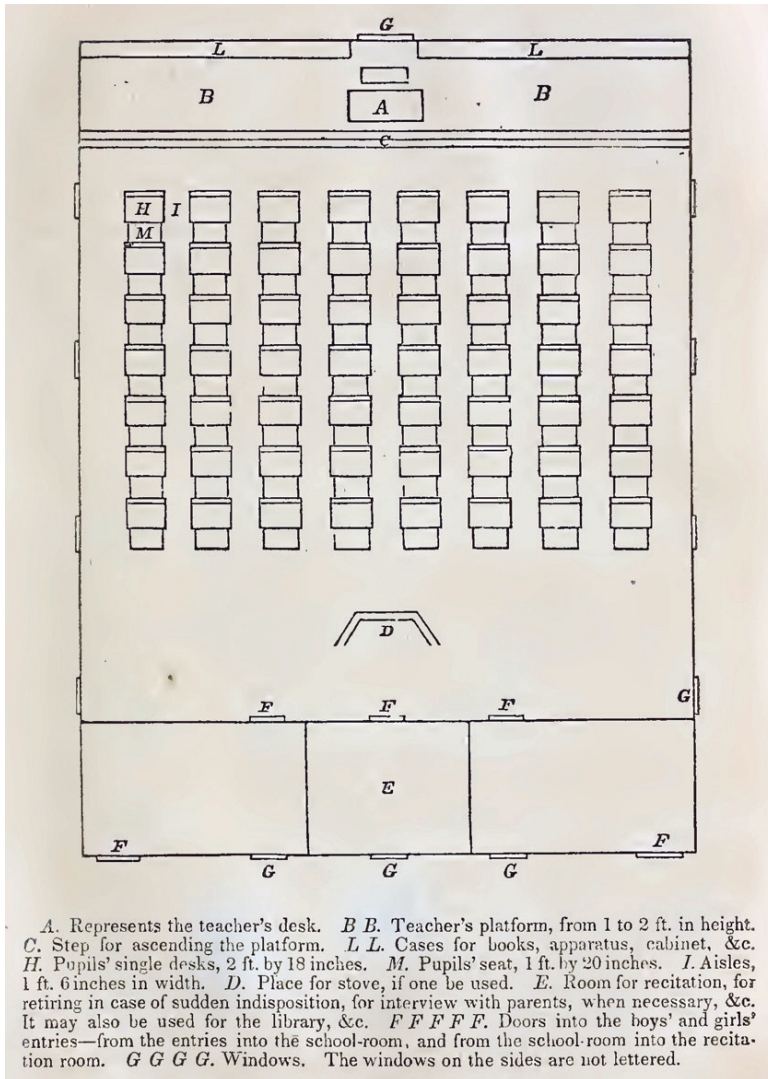 G
L L
B B
A
C
H I
M
D
G
F F F
E
F F
G G G
A. Represents the teacher's desk. B B. Teacher's platform, from 1 to 2 ft. in height.
C. Step for ascending the platform. L L. Cases for books, apparatus, cabinet, &c.
H. Pupils' single desks, 2 ft. by 18 inches. M. Pupils' seat, 1 ft. by 20 inches. I. Aisles,
1 ft. 6 inches in width. D. Place for stove, if one be used. E. Room for recitation, for
retiring in case of sudden indisposition, for interview with parents, when necessary, &c.
It may also be used for the library, &c. F F F F F. Doors into the boys' and girls'
entries—from the entries into the school-room, and from the school-room into the recita-
tion room. G G G G. Windows. The windows on the sides are not lettered.